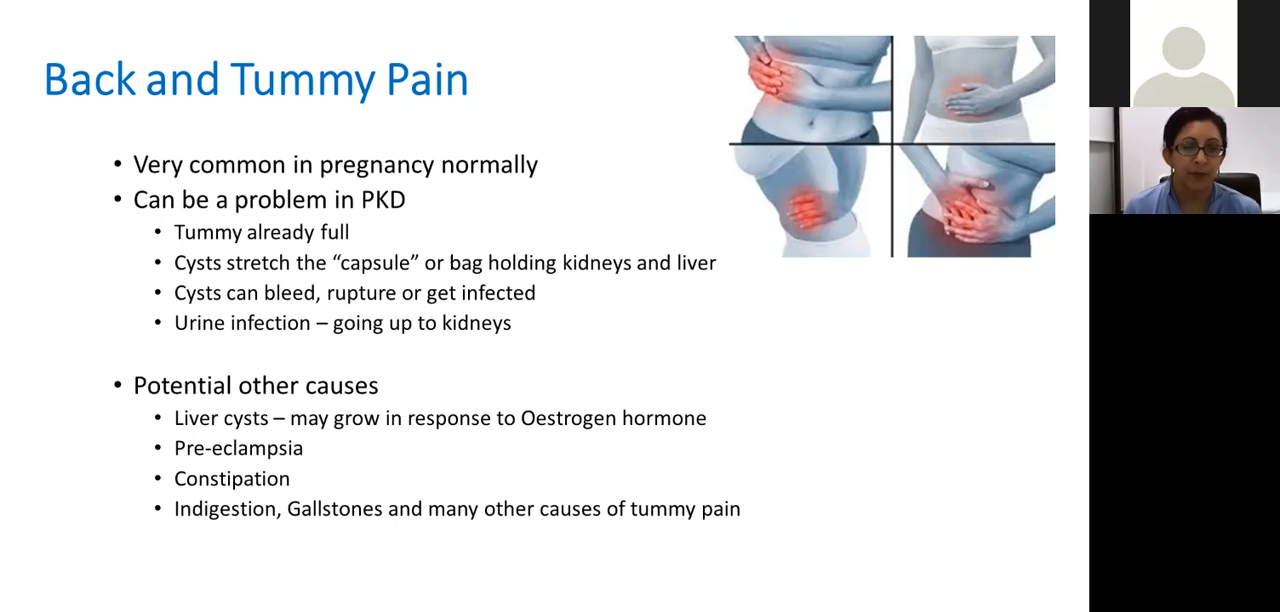 Back and Tummy Pain
• Very common in pregnancy normally
• Can be a problem in PKD
• Tummy already full
• Cysts stretch the “capsule” or bag holding kidneys and liver
• Cysts can bleed, rupture or get infected
• Urine infection – going up to kidneys
• Potential other causes
• Liver cysts – may grow in response to Oestrogen hormone
• Pre-eclampsia
• Constipation
• Indigestion, Gallstones and many other causes of tummy pain